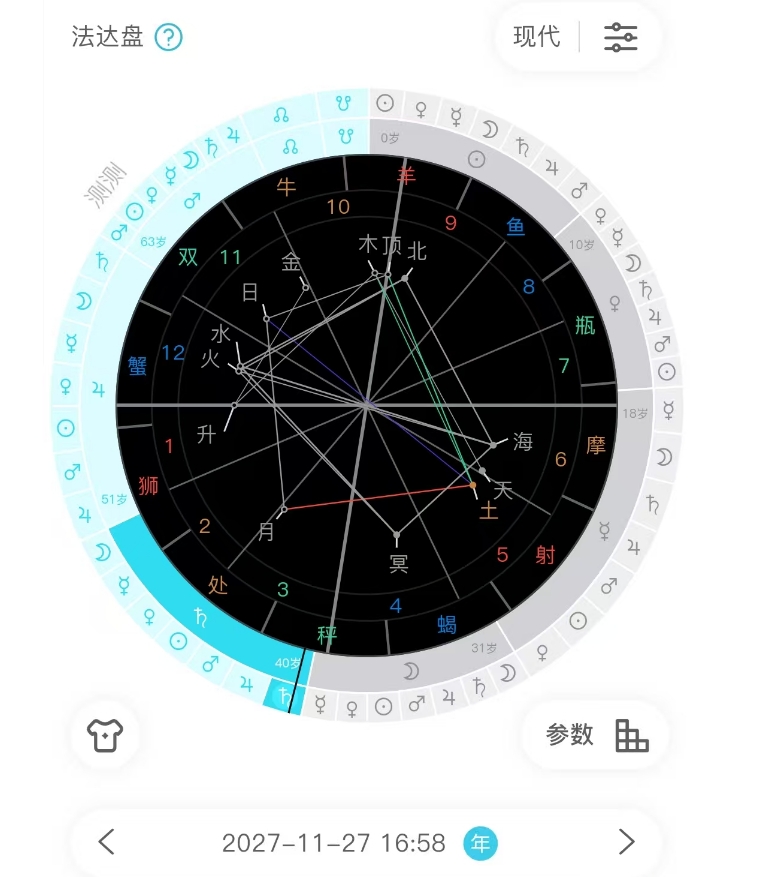 法达盘 ?
现代
0岁
羊
牛
10
9
鱼
测测
63岁
双
11
木 顶 北
金
10岁
8
日
瓶
水
12
火
蟹
7
升
18岁
1
海
6
摩
狮
天
51岁
土
2
月
5
射
冥
处
3
4
蝎
秤
31岁
40岁
参数
2027-11-27 16:58 年